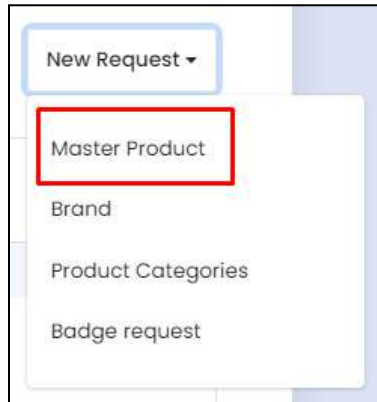 New Request
Master Product
Brand
Product Categories
Badge request